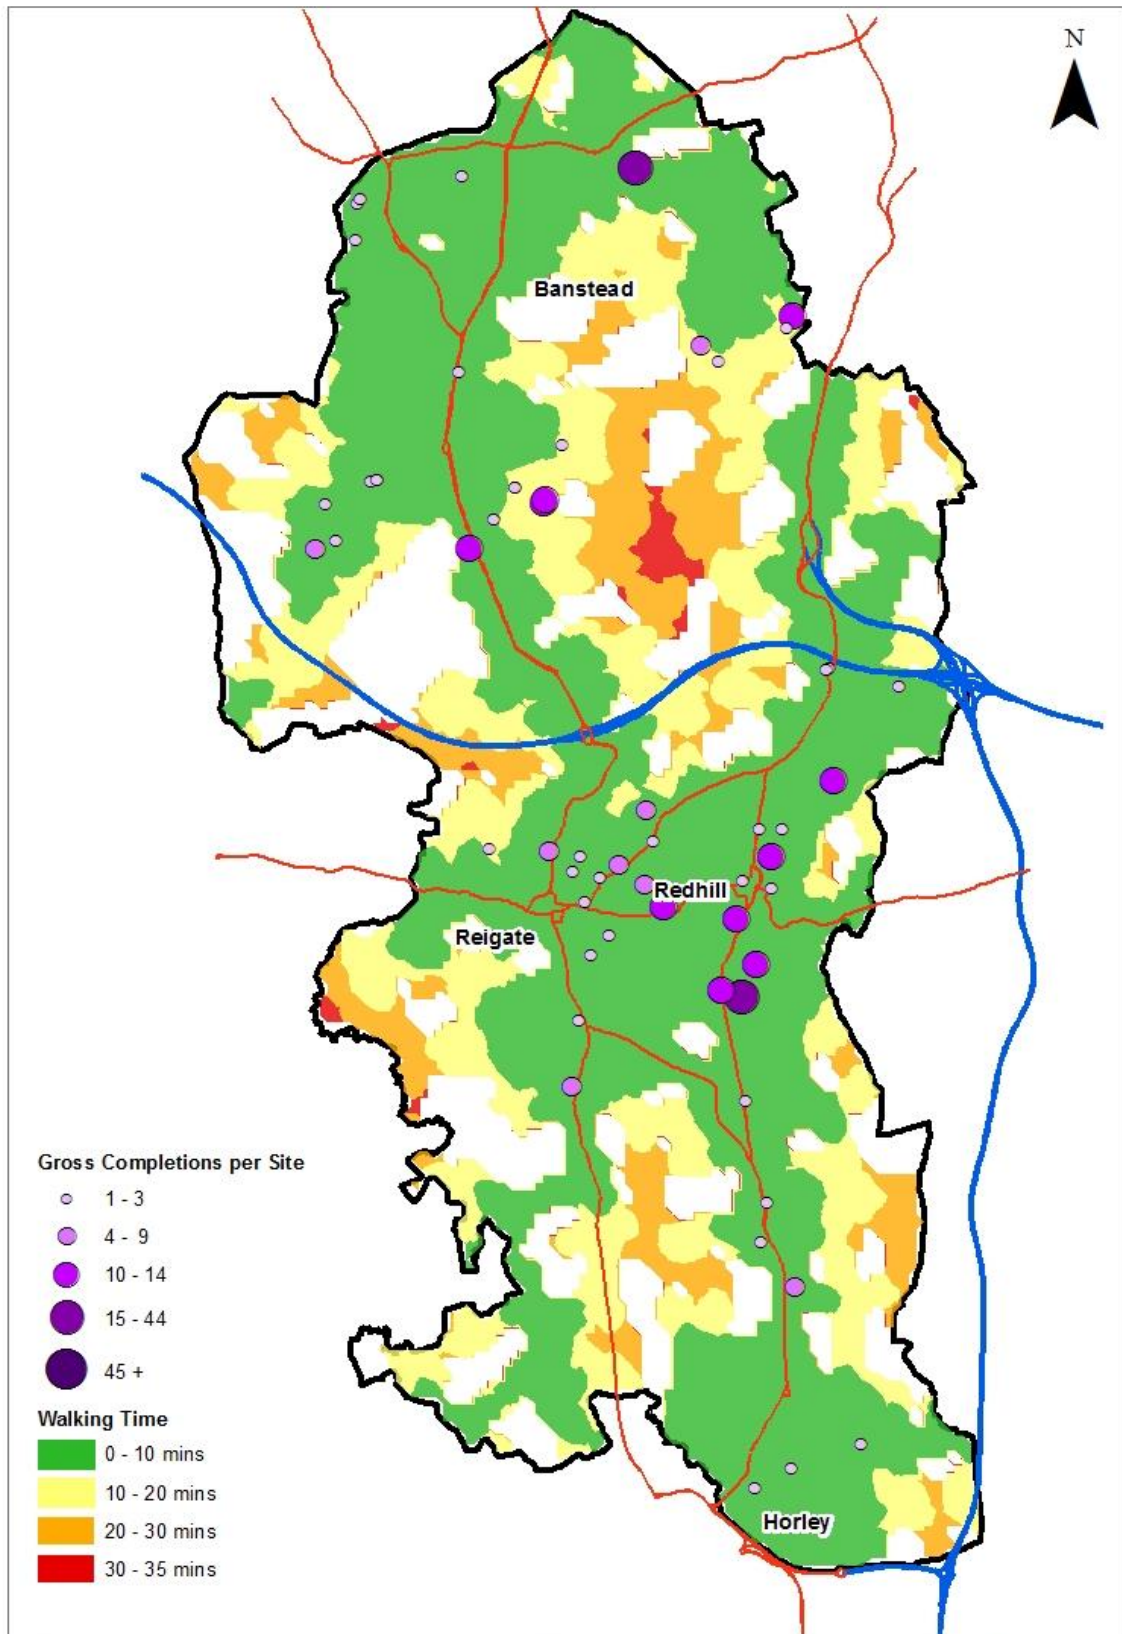 N
Banstead
Redhill
Reigate
Gross Completions per Site
1 - 3
4 - 9
10 - 14
15 - 44
45 +
Walking Time
0 - 10 mins
10 - 20 mins
20 - 30 mins
30 - 35 mins
Horley